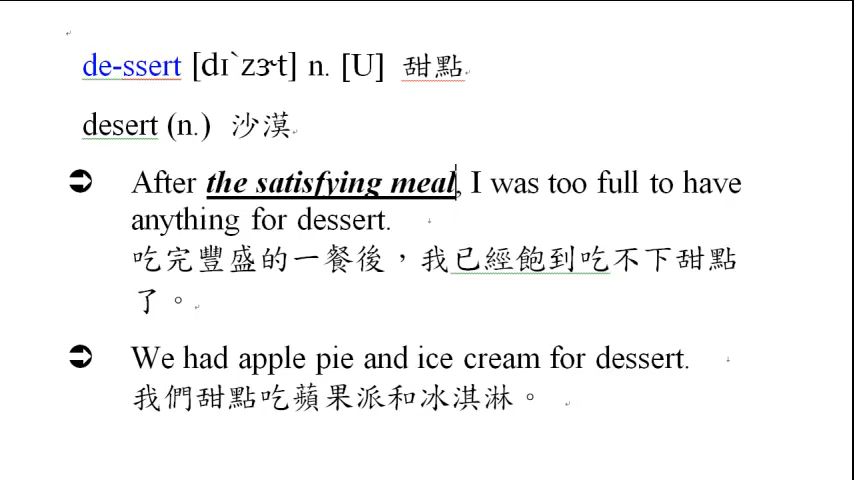 de-ssert [dɪˋzɝt] n. [U] 甜點
desert (n.) 沙漠
After the satisfying meal, I was too full to have
anything for dessert.
吃完豐盛的一餐後，我已經飽到吃不下甜點
了。
We had apple pie and ice cream for dessert.
我們甜點吃蘋果派和冰淇淋。